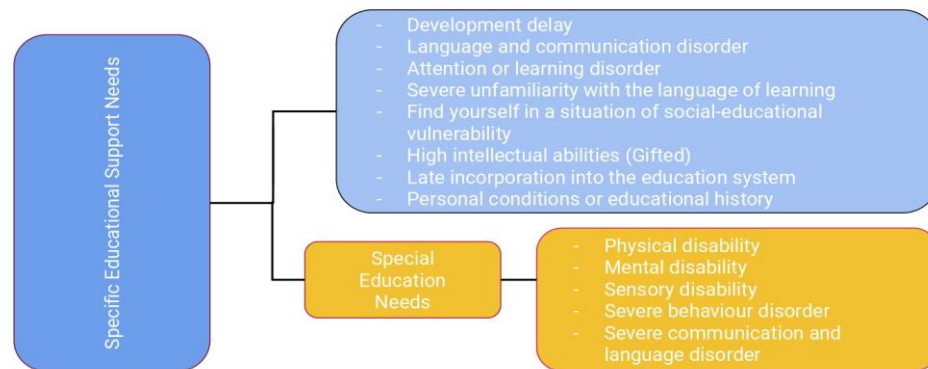 Specific Educational Support Needs
- Development delay
- Language and communication disorder
- Attention or learning disorder
- Severe unfamiliarity with the language of learning
- Find yourself in a situation of social-educational
vulnerability
- High intellectual abilities (Gifted)
- Late incorporation into the education system
- Personal conditions or educational history
Special
Education
Needs
- Physical disability
- Mental disability
- Sensory disability
- Severe behaviour disorder
- Severe communication and
language disorder